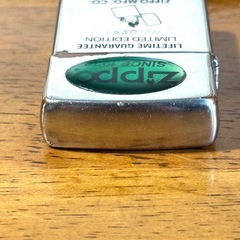 Zippo
SINCE 1932
LIMITED EDITION
LIFETIME GUARANTEE
ZIPPO MFG. CO.